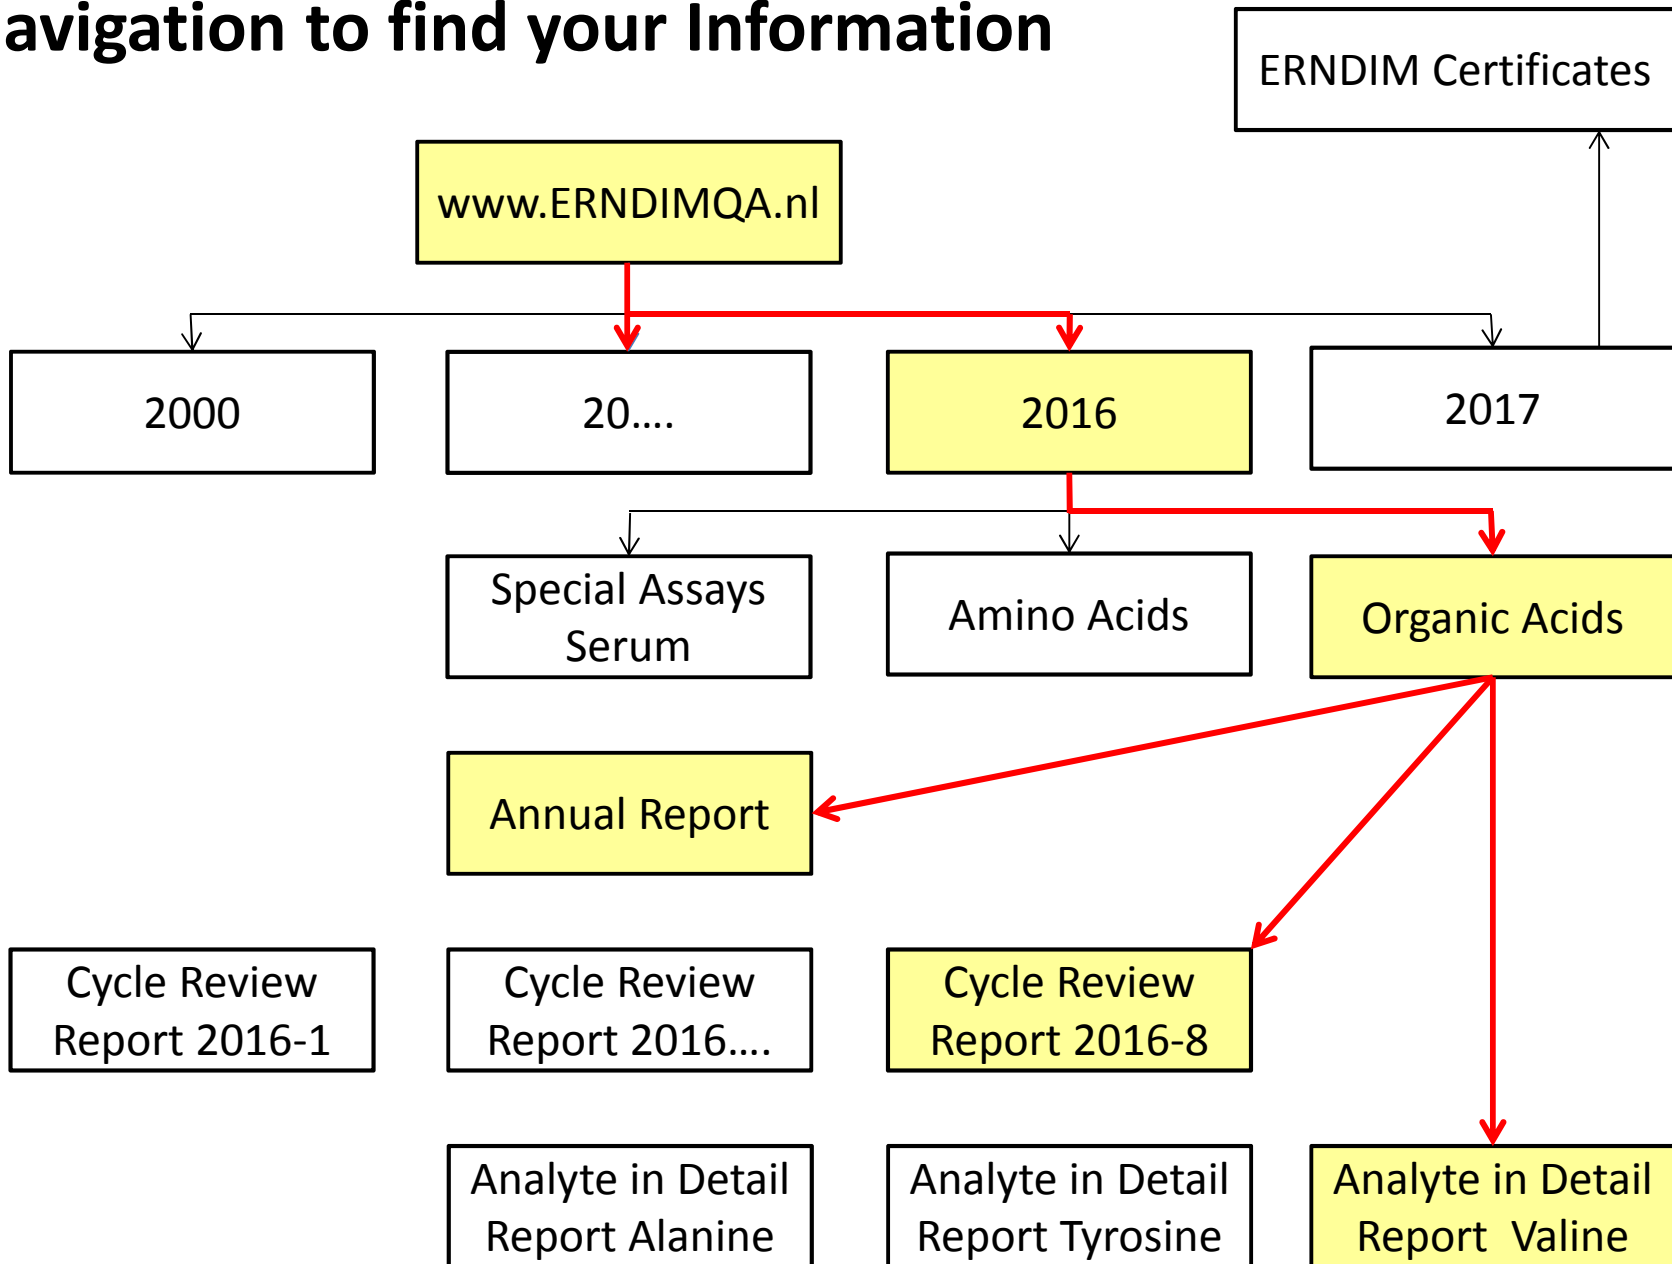 avigation to find your Information
ERNDIM Certificates
www.ERNDIMQA.nl
2000
20....
2016
2017
Special Assays
Serum
Amino Acids
Organic Acids
Annual Report
Cycle Review
Report 2016-1
Cycle Review
Report 2016....
Cycle Review
Report 2016-8
Analyte in Detail
Report Alanine
Analyte in Detail
Report Tyrosine
Analyte in Detail
Report  Valine